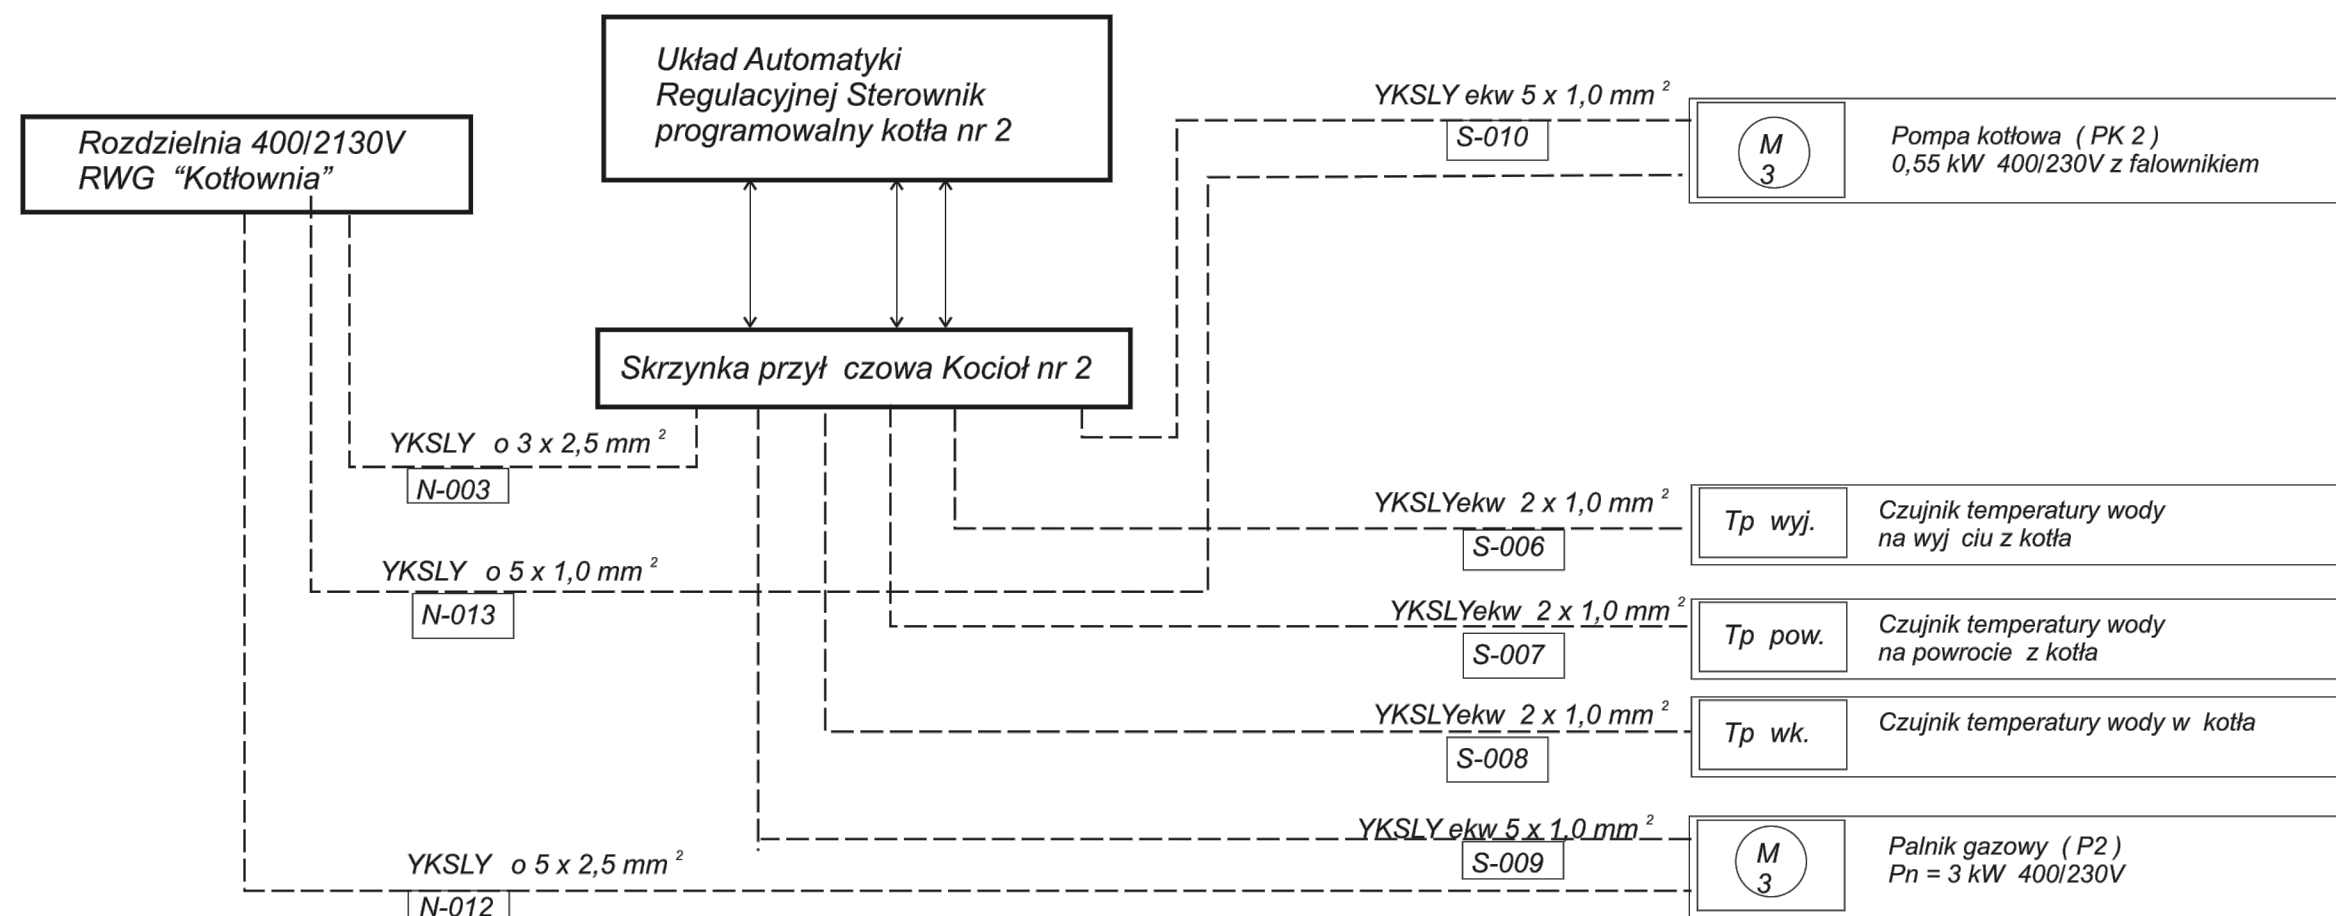 Układ Automatyki
Regulacyjnej Sterownik
programowalny kotła nr 2
Rozdzielnia 400/2130V
RWG “Kotłownia”
YKSLY ekw 5 x 1,0 mm ²
S-010
M
3
Pompa kotłowa ( PK 2 )
0,55 kW 400/230V z falownikiem
Skrzynka przył czowa Kocioł nr 2
YKSLY o 3 x 2,5 mm ²
N-003
YKSLYekw 2 x 1,0 mm ²
S-006
Tp wyj.
Czujnik temperatury wody
na wyj ciu z kotła
YKSLY o 5 x 1,0 mm ²
N-013
YKSLYekw 2 x 1,0 mm ²
S-007
Tp pow.
Czujnik temperatury wody
na powrocie z kotła
YKSLYekw 2 x 1,0 mm ²
S-008
Tp wk.
Czujnik temperatury wody w kotła
YKSLY ekw 5 x 1,0 mm ²
S-009
YKSLY o 5 x 2,5 mm ²
N-012
M
3
Palnik gazowy ( P2 )
Pn = 3 kW 400/230V